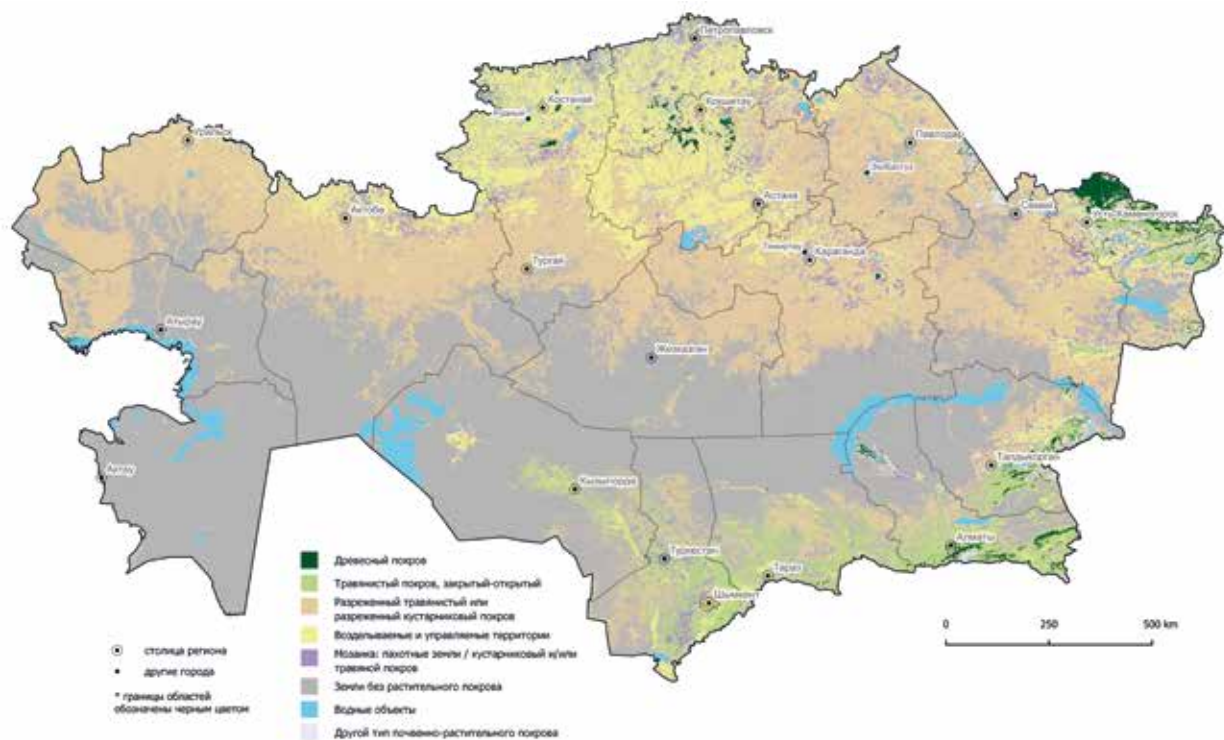 Петропавловск
Костанай
Рудный
Кокшетау
Уральск
Павлодар
Экибастуз
Астана
Актобе
Семей
Усть-Каменогорск
Темиртау
Караганда
Тургай
Атырау
Жезказган
Актау
Талдыкорган
Кызылорда
Туркестан
Алматы
Тараз
Шымкент
Древесный покров
Травянистый покров, закрытый-открытый
Разреженный травянистый или
разреженный кустарниковый покров
Возделываемые и управляемые территории
Мозаика: пахотные земли / кустарниковый и/или
травяной покров
Земли без растительного покрова
Водные объекты
Другой тип почвенно-растительного покрова
столица региона
другие города
* границы областей
обозначены черным цветом
0 250 500 km